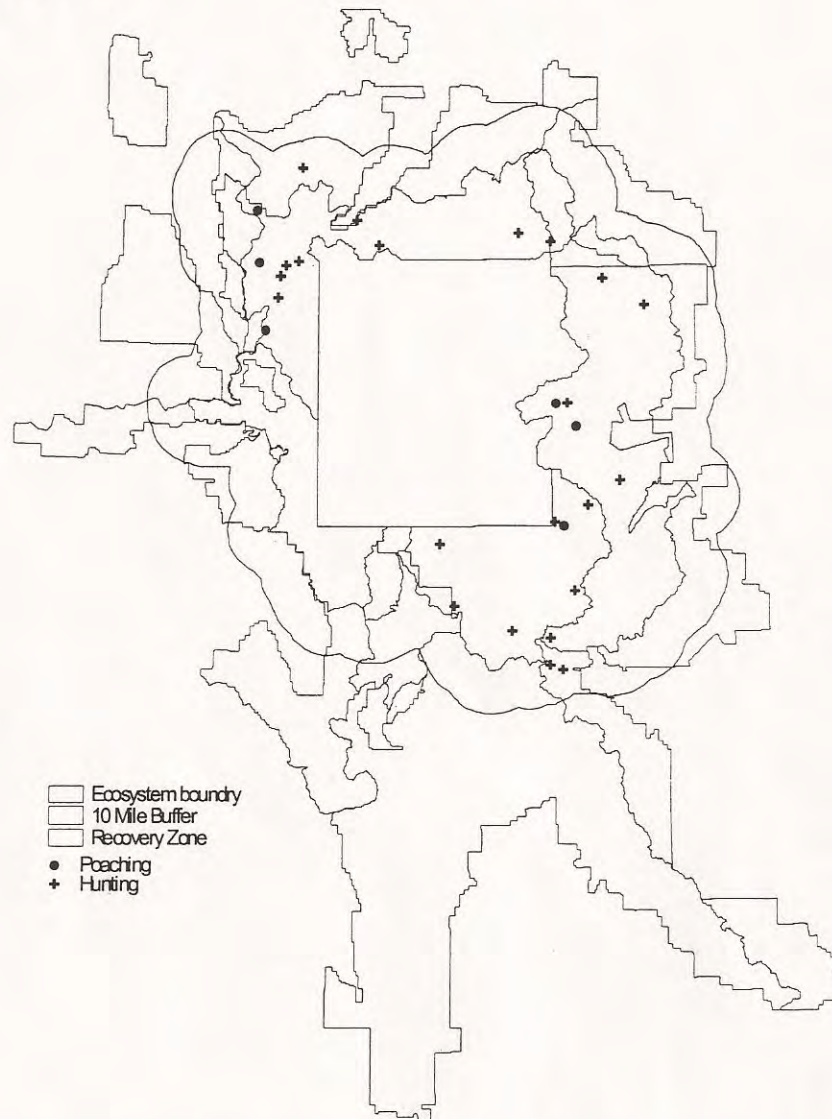 Ecosystem boundry
10 Mile Buffer
Recovery Zone
Poaching
Hunting